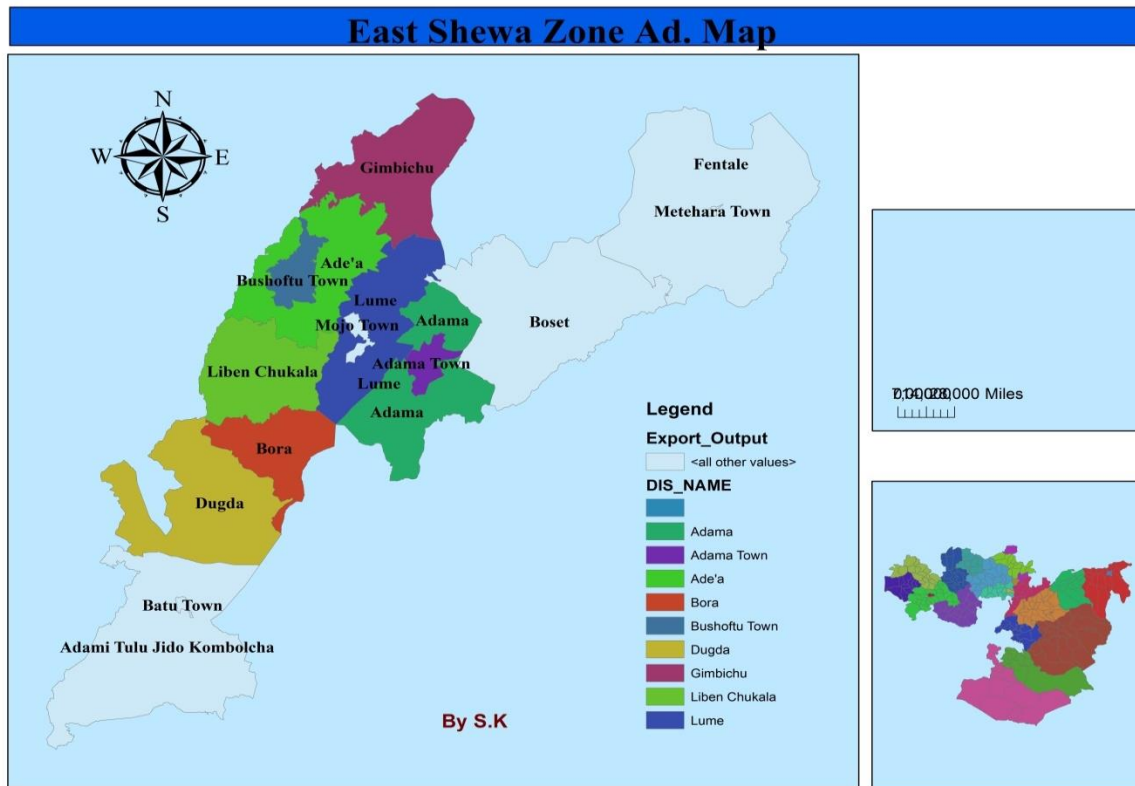 East Shewa Zone Ad. Map
N
W E
S
Gimbichu
Fentale
Metehara Town
Ade'a
Bushoftu Town
Lume
Mojo Town
Adama
Boset
Liben Chukala
Adama Town
Lume
Adama
Bora
Dugda
Batu Town
Adami Tulu Jido Kombolcha
By S.K
Legend
Export_Output
<all other values>
DIS_NAME
Adama
Adama Town
Ade'a
Bora
Bushoftu Town
Dugda
Gimbichu
Liben Chukala
Lume
Miles